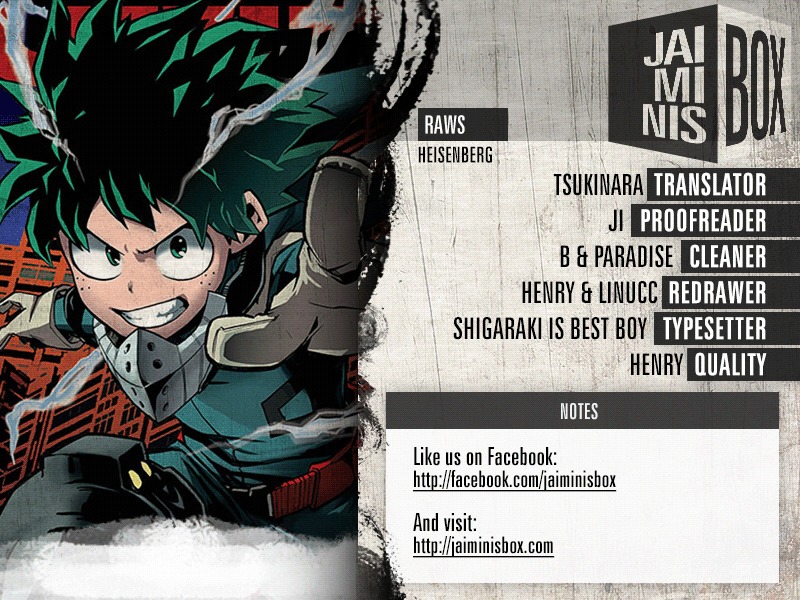 JAI
MI
NIS
BOX
RAWS
HEISENBERG
TSUKINARA TRANSLATOR
JI PROOFREADER
B & PARADISE CLEANER
HENRY & LINUCC REDRAWER
SHIGARAKI IS BEST BOY TYPESETTER
HENRY QUALITY
NOTES
Like us on Facebook:
http://facebook.com/jaiminisbox
And visit:
http://jaiminisbox.com